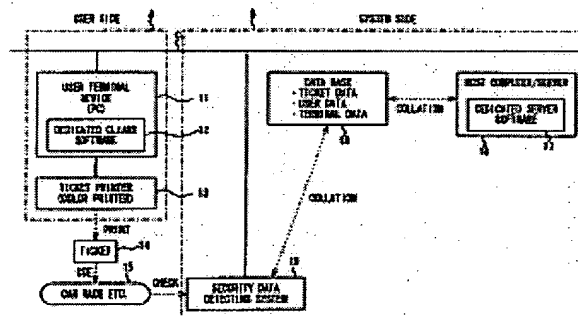 USER SIDE
SYSTEM SIDE
USER TERMINAL
DEVICE
(PC)
11
DEDICATED
SOFTWARE
12
TICKET PRINTER
(COLOR PRINTER)
13
PRINT
TICKET
14
USE
15
CAR RACE ETC.
CHECK
DATA BASE
• TICKET DATA
• USER DATA
• TERMINAL DATA
COLLATION
HOST COMPUTER/SERVER
DEDICATED SERVER
SOFTWARE
17
COLLATION
SECURITY DATA
DETECTING SYSTEM